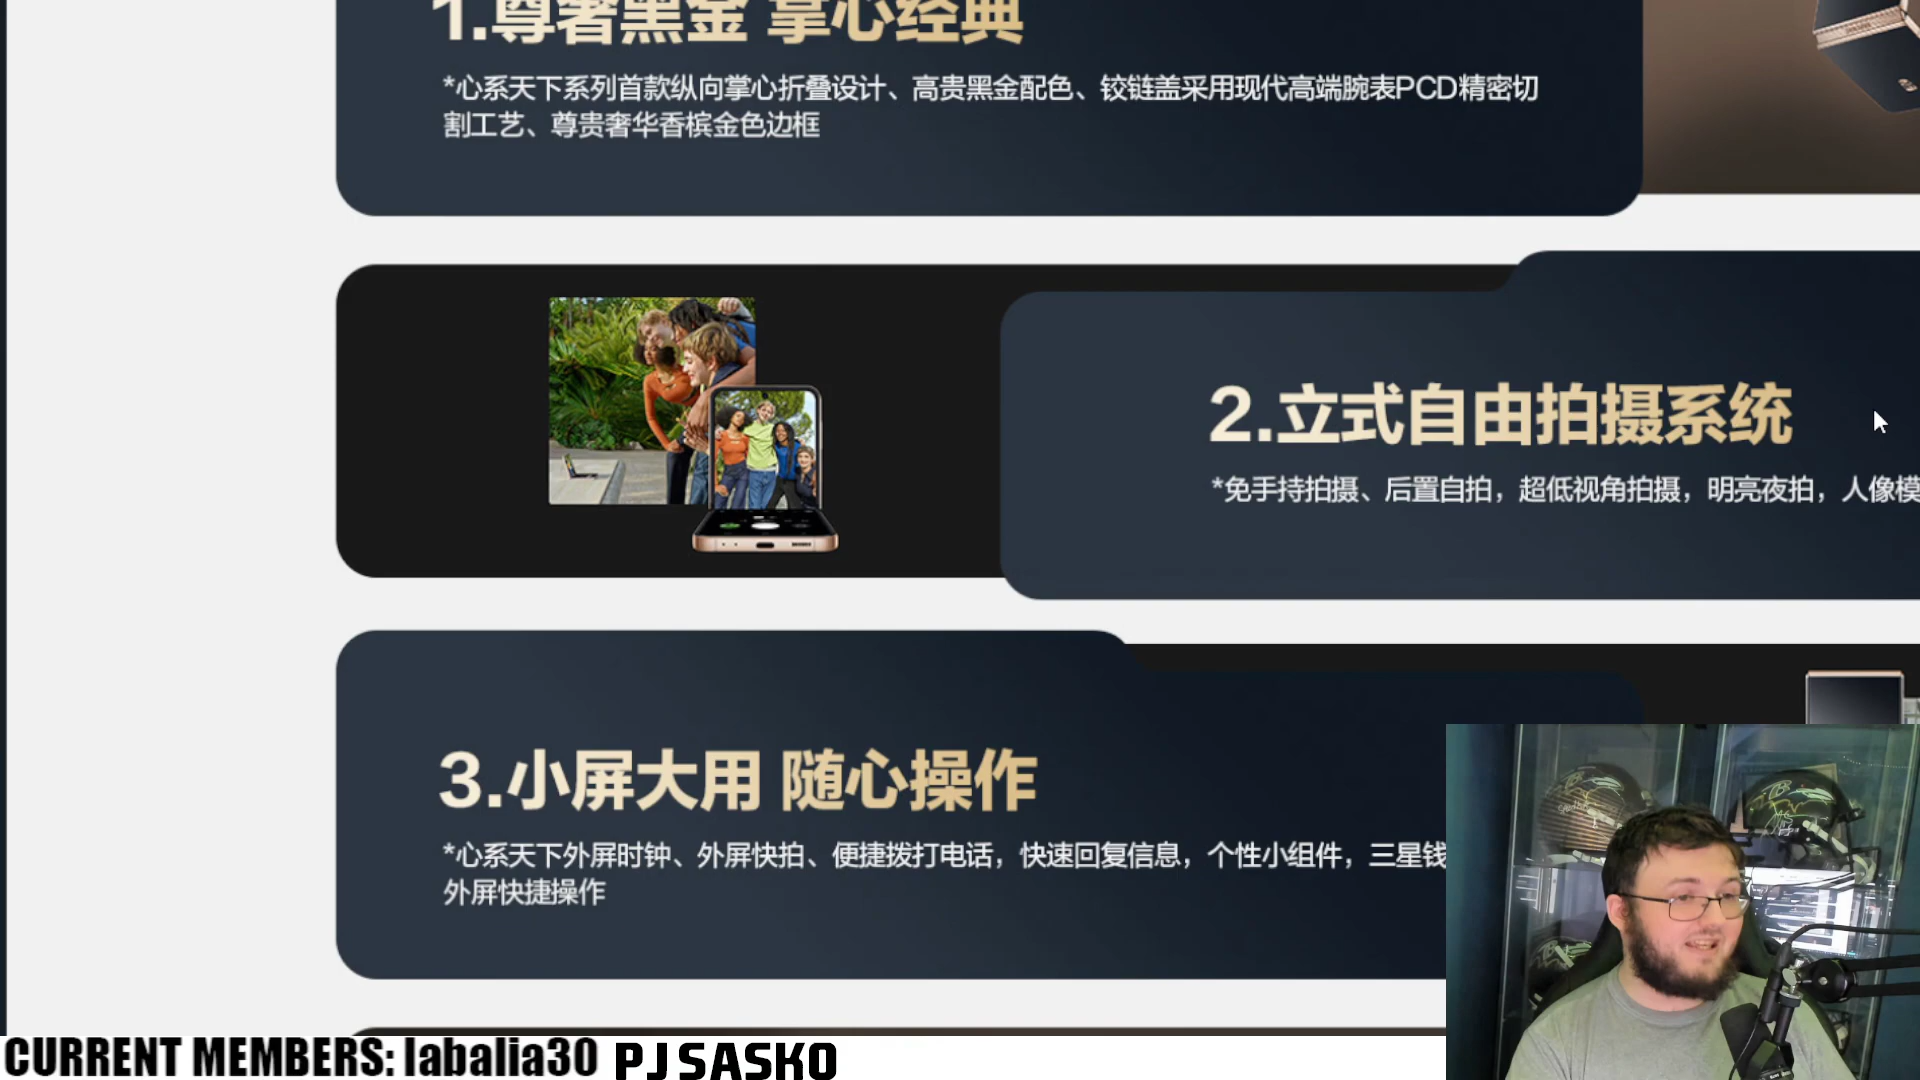 1.尊奢黑金 掌心经典
*心系天下系列首款纵向掌心折叠设计、高贵黑金配色、铰链盖采用现代高端腕表PCD精密切
割工艺、尊贵奢华香槟金色边框
2.立式自由拍摄系统
*免手持拍摄、后置自拍，超低视角拍摄，明亮夜拍，人像模
3.小屏大用 随心操作
*心系天下外屏时钟、外屏快拍、便捷拨打电话，快速回复信息，个性小组件，三星钱
外屏快捷操作
CURRENT MEMBERS: labalia30 PJ SASKO